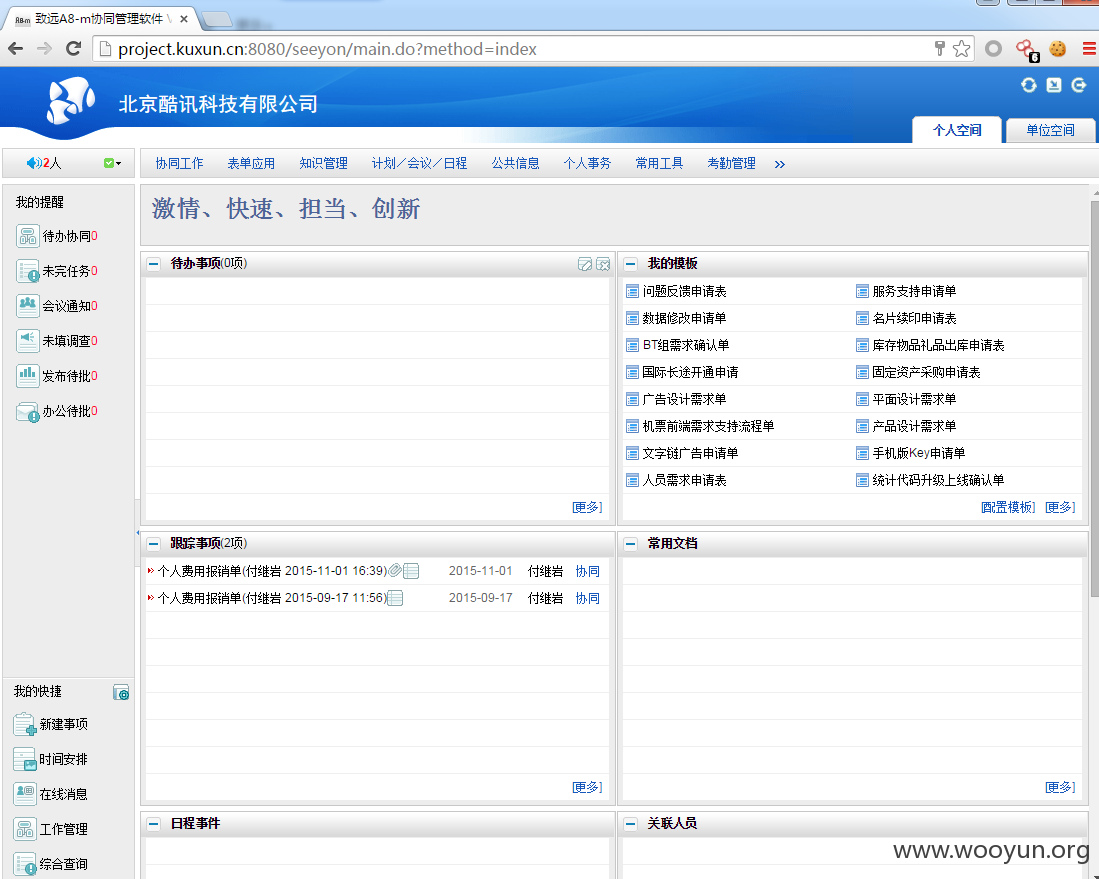 致远A8-m协同管理软件 V
project.kuxun.cn:8080/seeyon/main.do?method=index
6
北京酷讯科技有限公司
个人空间 单位空间
2人
协同工作 表单应用 知识管理 计划／会议／日程 公共信息 个人事务 常用工具 考勤管理 »
我的提醒
待办协同0
未完任务0
会议通知0
未填调查0
发布待批0
办公待批0
激情、快速、担当、创新
待办事项(0项)
[更多]
我的模板
问题反馈申请表 服务支持申请单
数据修改申请单 名片续印申请表
BT组需求确认单 库存物品礼品出库申请表
国际长途开通申请 固定资产采购申请表
广告设计需求单 平面设计需求单
机票前端需求支持流程单 产品设计需求单
文字链广告申请单 手机版Key申请单
人员需求申请表 统计代码升级上线确认单
[配置模板] [更多]
跟踪事项(2项)
个人费用报销单(付继岩 2015-11-01 16:39) 2015-11-01 付继岩 协同
个人费用报销单(付继岩 2015-09-17 11:56) 2015-09-17 付继岩 协同
[更多]
常用文档
[更多]
我的快捷
新建事项
时间安排
在线消息
工作管理
综合查询
日程事件
关联人员
www.wooyun.org